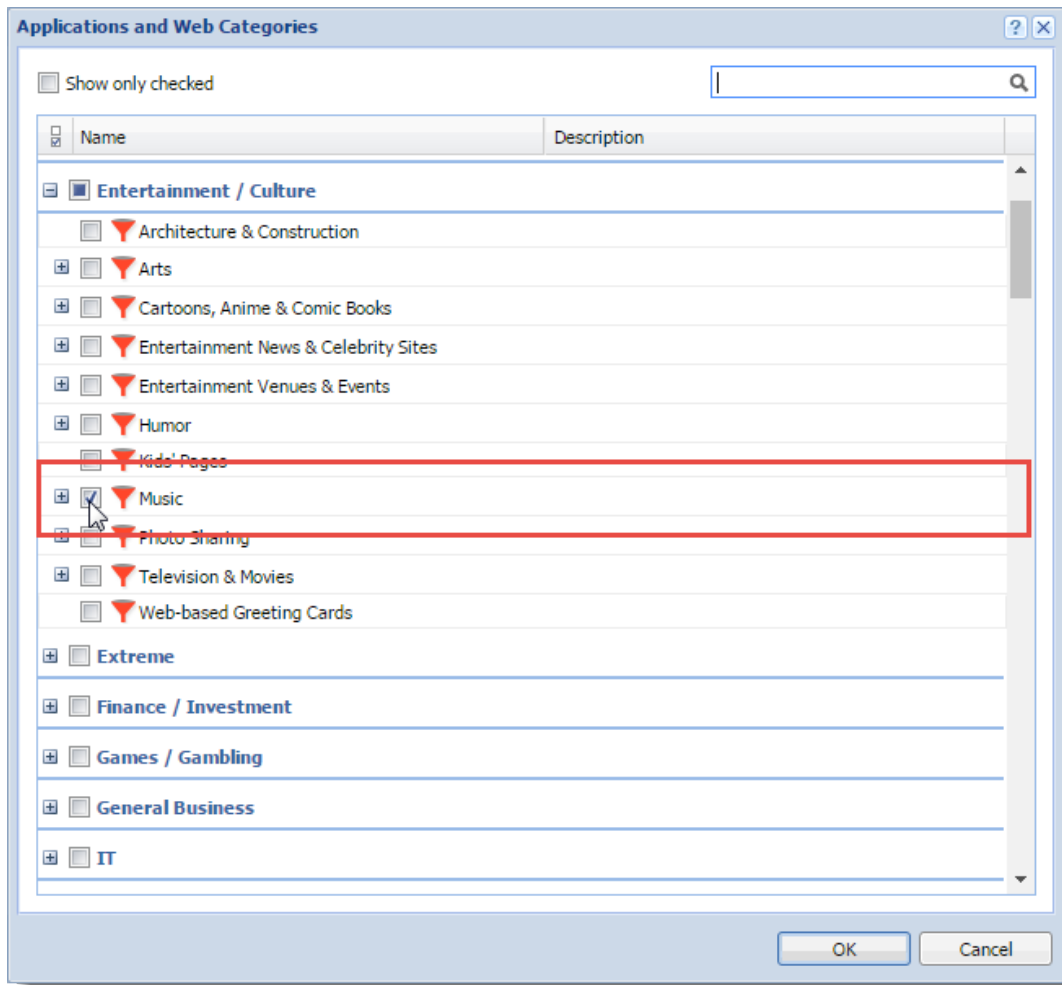 Applications and Web Categories
Show only checked
Name Description
Entertainment / Culture
Architecture & Construction
Arts
Cartoons, Anime & Comic Books
Entertainment News & Celebrity Sites
Entertainment Venues & Events
Humor
Kids' Pages
Music
Photo Sharing
Television & Movies
Web-based Greeting Cards
Extreme
Finance / Investment
Games / Gambling
General Business
IT
OK Cancel